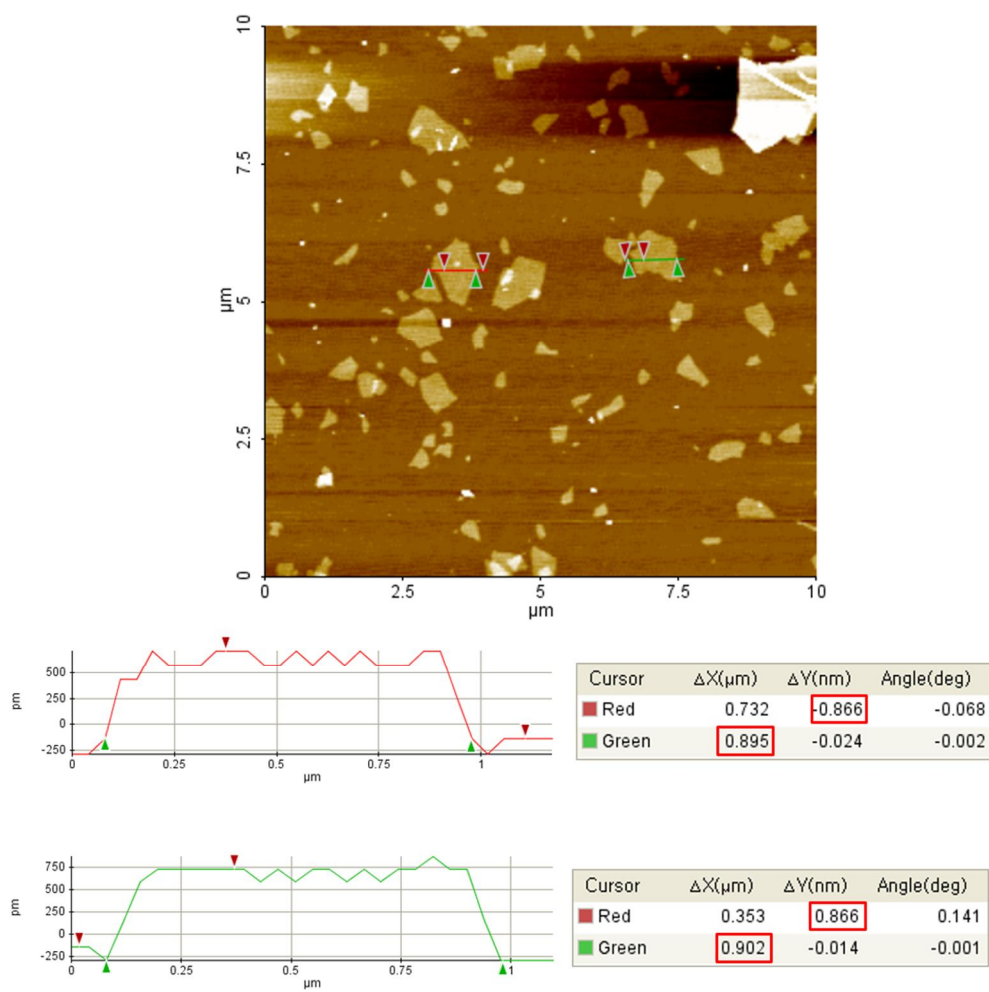 10
7.5
µm
5
2.5
0
0 2.5 5 7.5 10
µm
500
250
pm
0
-250
0 0.25 0.5 0.75 1
µm
Cursor ΔX(µm) ΔY(nm) Angle(deg)
Red 0.732 -0.866 -0.068
Green 0.895 -0.024 -0.002
750
500
pm
250
0
-250
0 0.25 0.5 0.75 1
µm
Cursor ΔX(µm) ΔY(nm) Angle(deg)
Red 0.353 0.866 0.141
Green 0.902 -0.014 -0.001